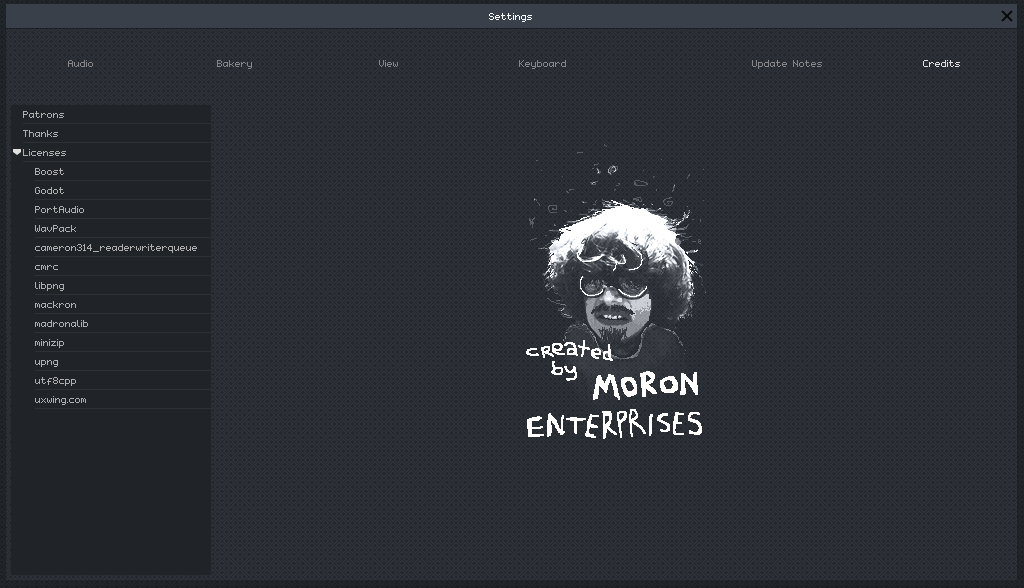 Settings
Audio Bakery View Keyboard Update Notes Credits
Patrons
Thanks
Licenses
Boost
Godot
PortAudio
WavPack
cameron314_readerwriterqueue
cmrc
libpng
mackron
madronalib
minizip
upng
utf8cpp
uxwing.com
created
by
MORON
ENTERPRISES